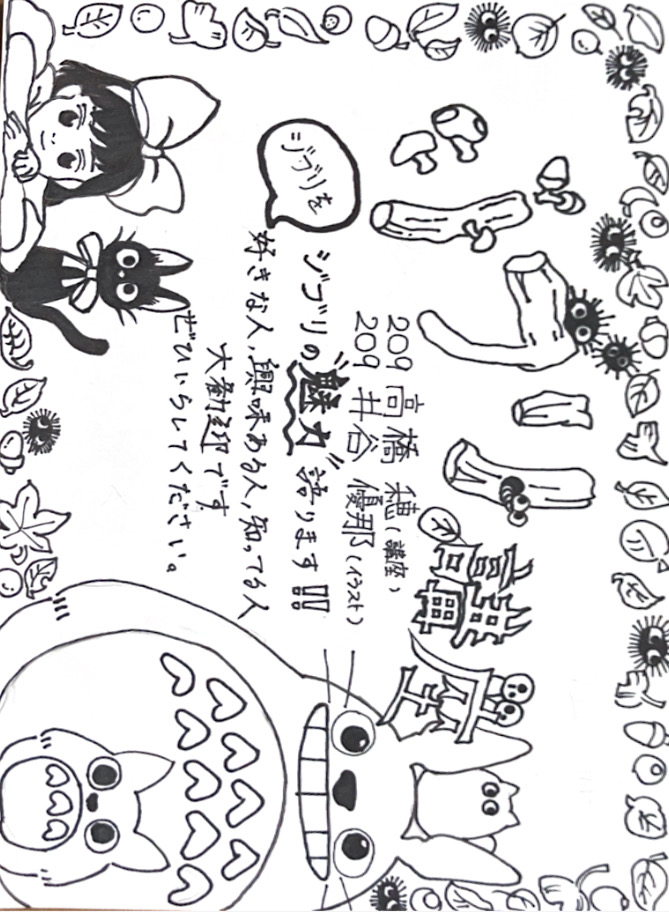 ジブリ講座
209 高橋 穂(講座)
209 井谷 優那(イラスト)
ジブリを
ジブリの"魅力"語ります!!
好きな人,興味ある人,知ってる人
大歓迎です
ぜひいらしてください。